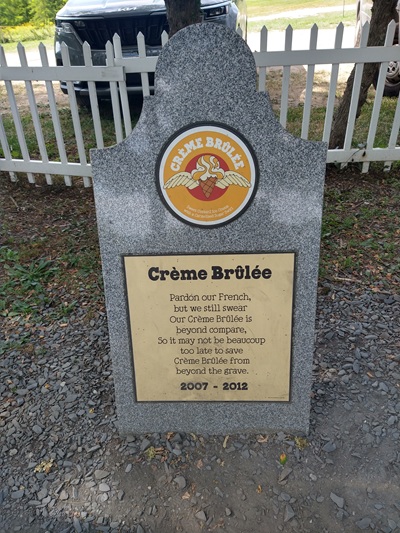 CRÈME BRÛLÉE
Crème Brûlée
Pardon our French,
but we still swear
Our Crème Brûlée is
beyond compare,
So it may not be beaucoup
too late to save
Crème Brûlée from
beyond the grave.
2007 - 2012